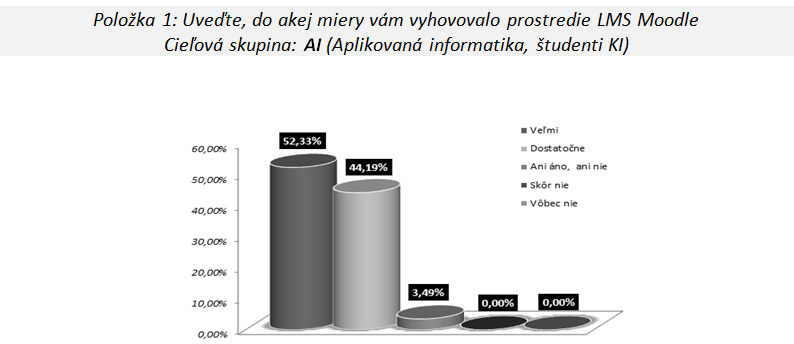 Položka 1: Uveďte, do akej miery vám vyhovovalo prostredie LMS Moodle
Cieľová skupina: AI (Aplikovaná informatika, študenti KI)
52,33%
44,19%
3,49%
0,00%
0,00%
60,00%
50,00%
40,00%
30,00%
20,00%
10,00%
0,00%
Veľmi
Dostatočne
Ani áno, ani nie
Skôr nie
Vôbec nie